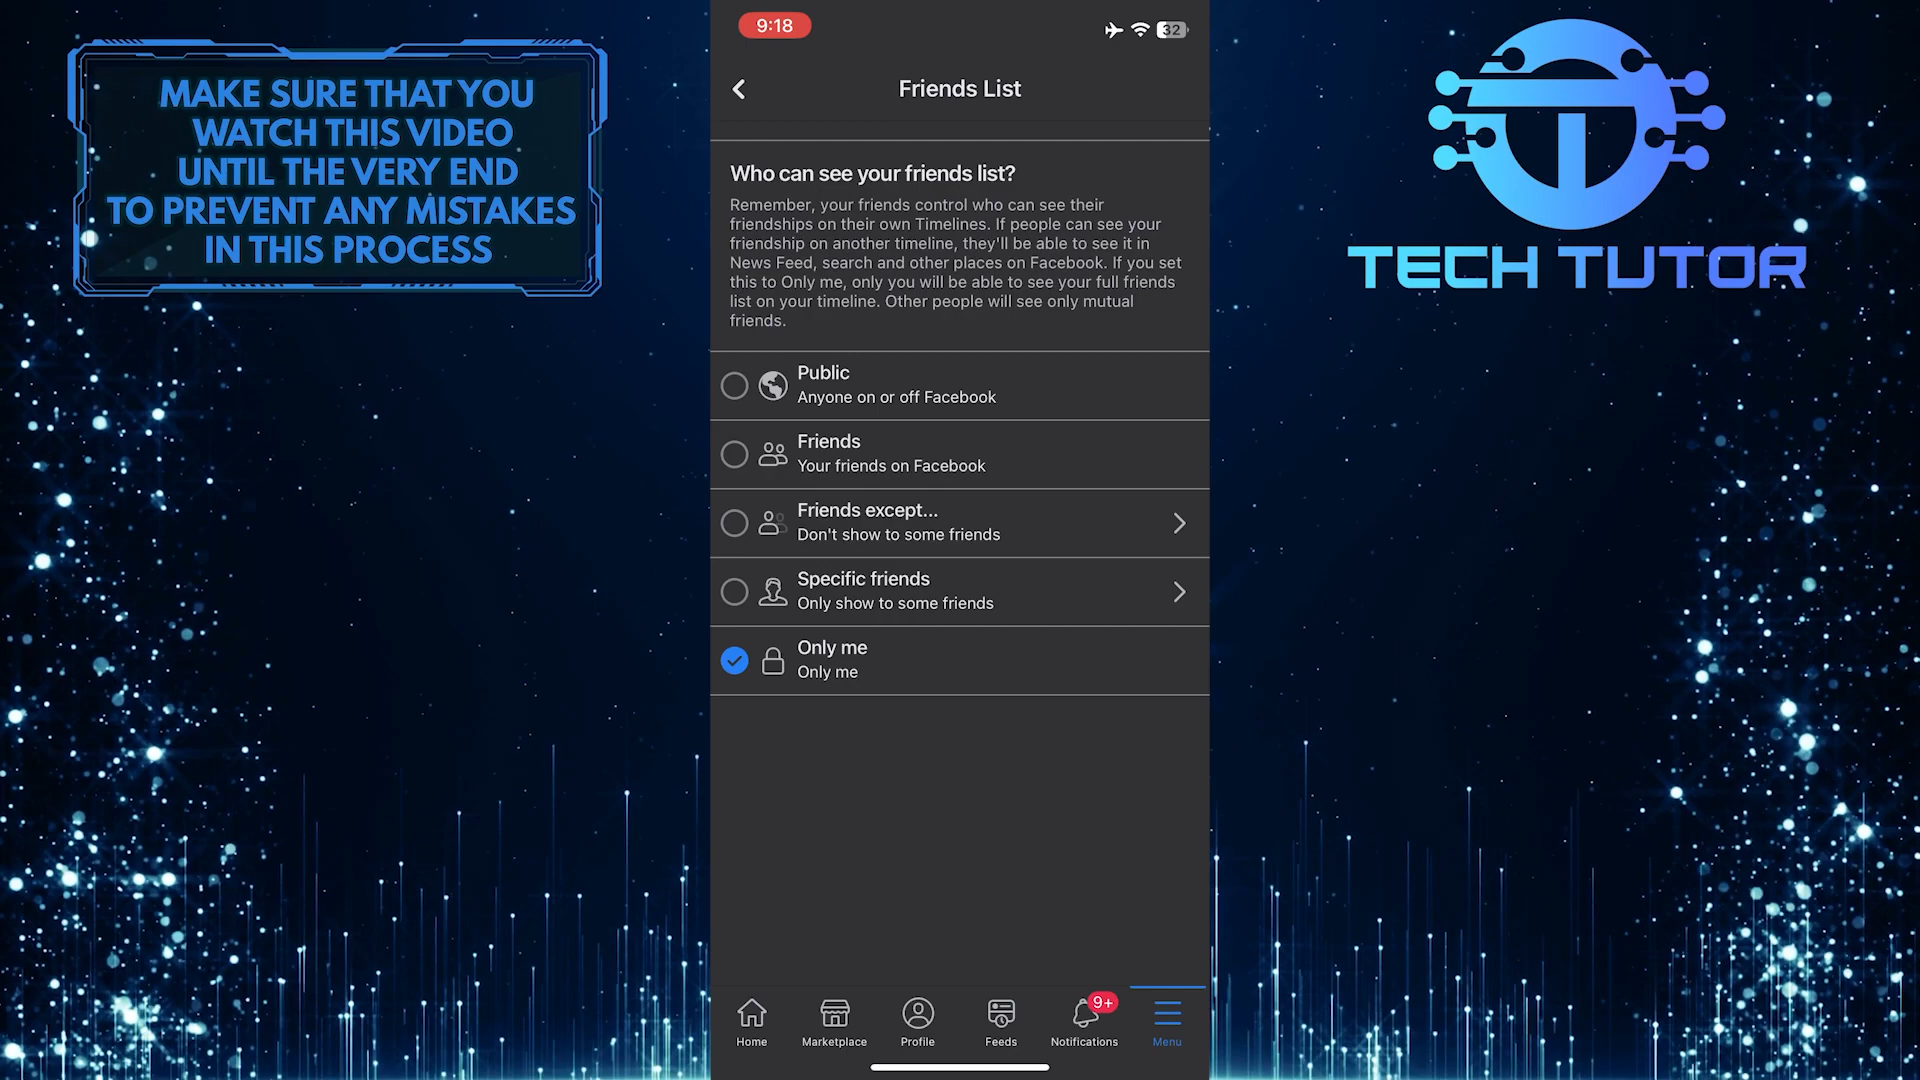 MAKE SURE THAT YOU
WATCH THIS VIDEO
UNTIL THE VERY END
TO PREVENT ANY MISTAKES
IN THIS PROCESS
9:18
32
Friends List
Who can see your friends list?
Remember, your friends control who can see their
friendships on their own Timelines. If people can see your
friendship on another timeline, they'll be able to see it in
News Feed, search and other places on Facebook. If you set
this to Only me, only you will be able to see your full friends
list on your timeline. Other people will see only mutual
friends.
Public
Anyone on or off Facebook
Friends
Your friends on Facebook
Friends except...
Don't show to some friends
Specific friends
Only show to some friends
Only me
Only me
9+
Home Marketplace Profile Feeds Notifications Menu
TECH TUTOR